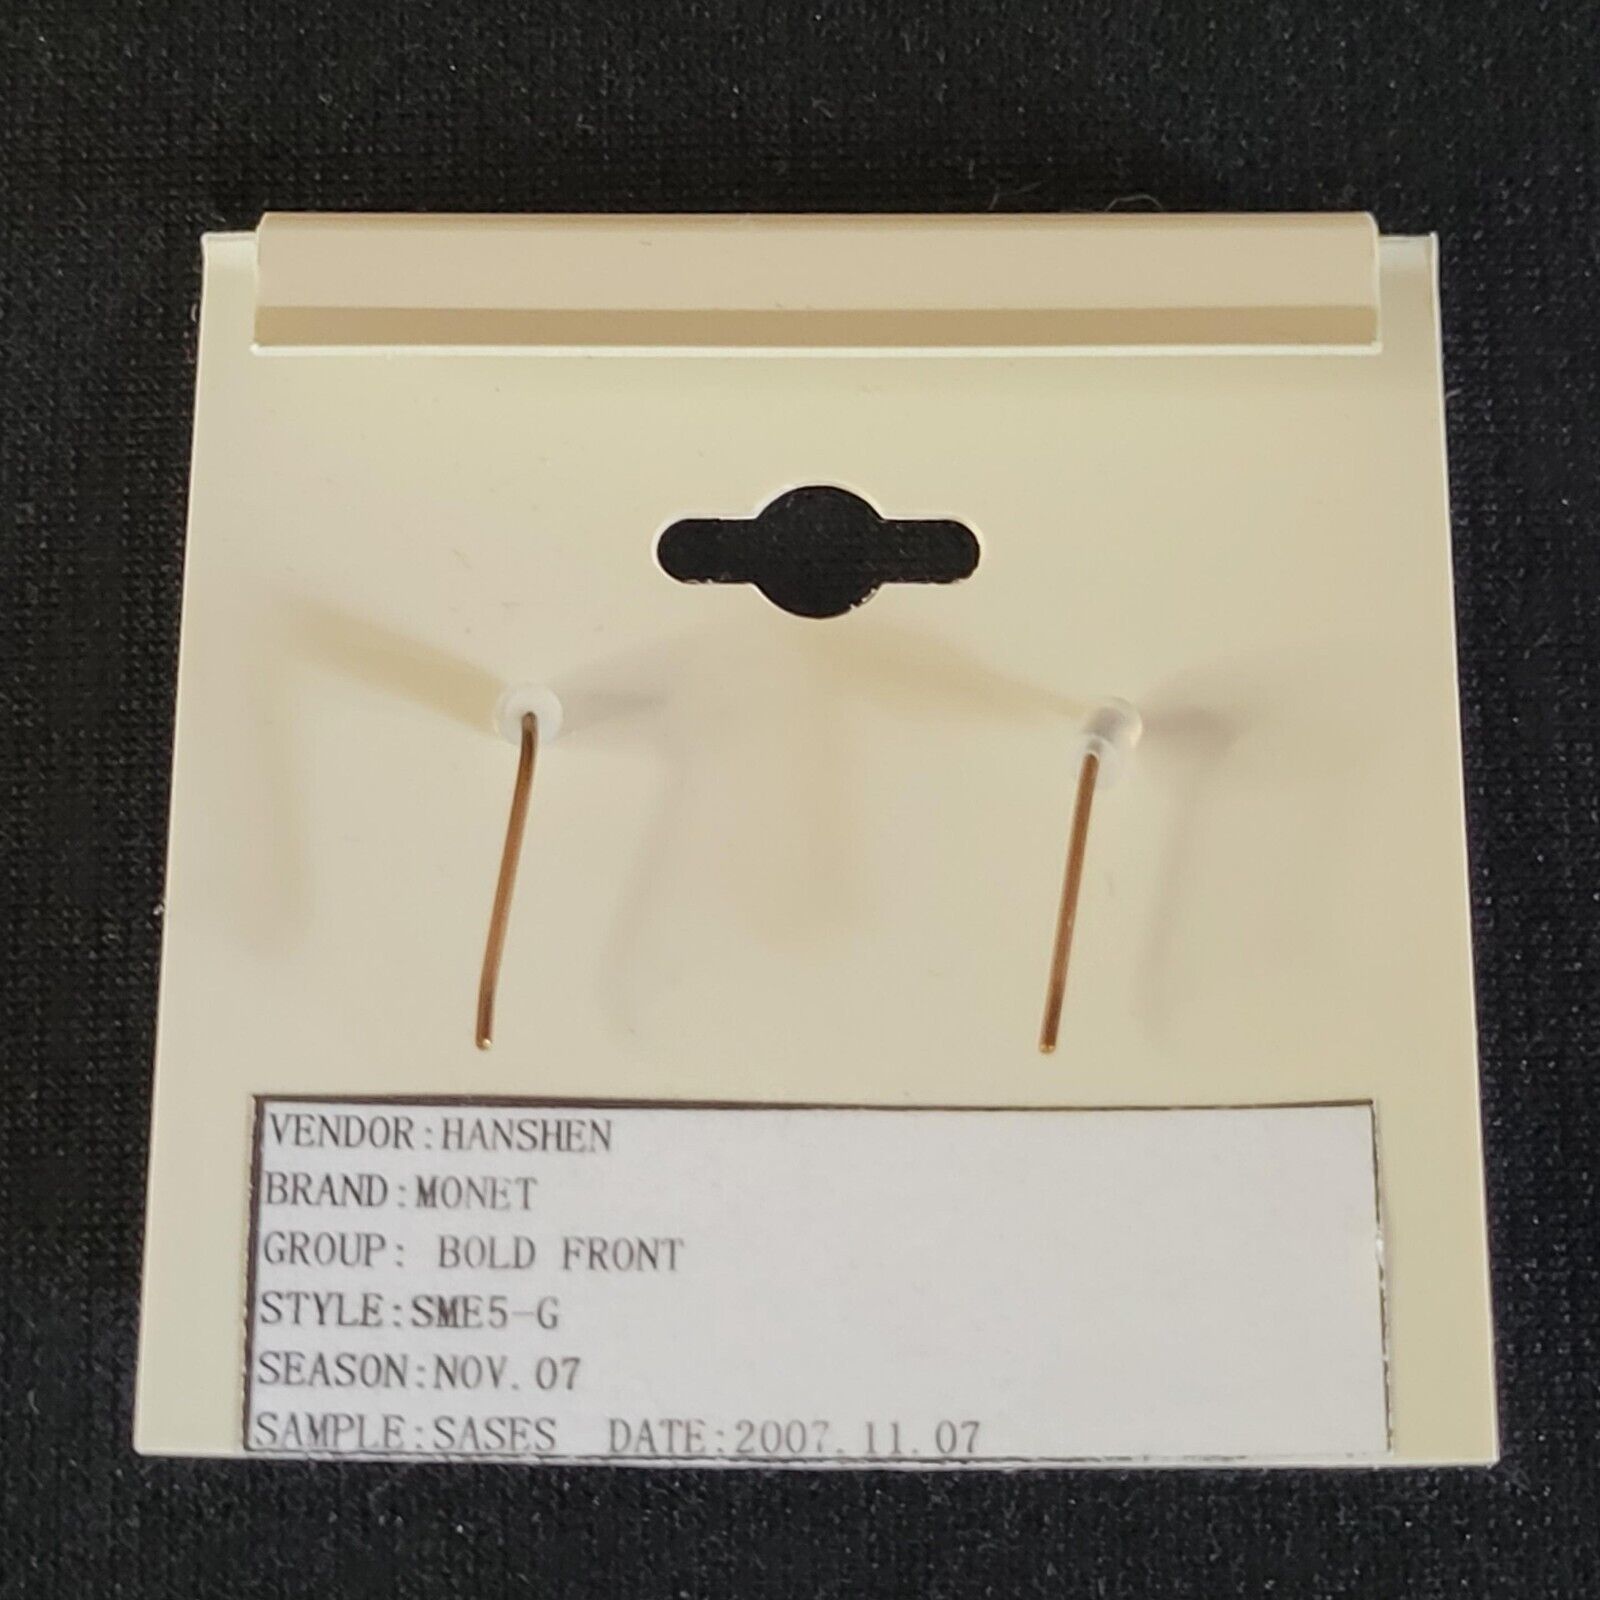 VENDOR:HANSHEN
BRAND:MONET
GROUP: BOLD FRONT
STYLE:SME5-G
SEASON:NOV. 07
SAMPLE:SASES  DATE:2007. 11. 07